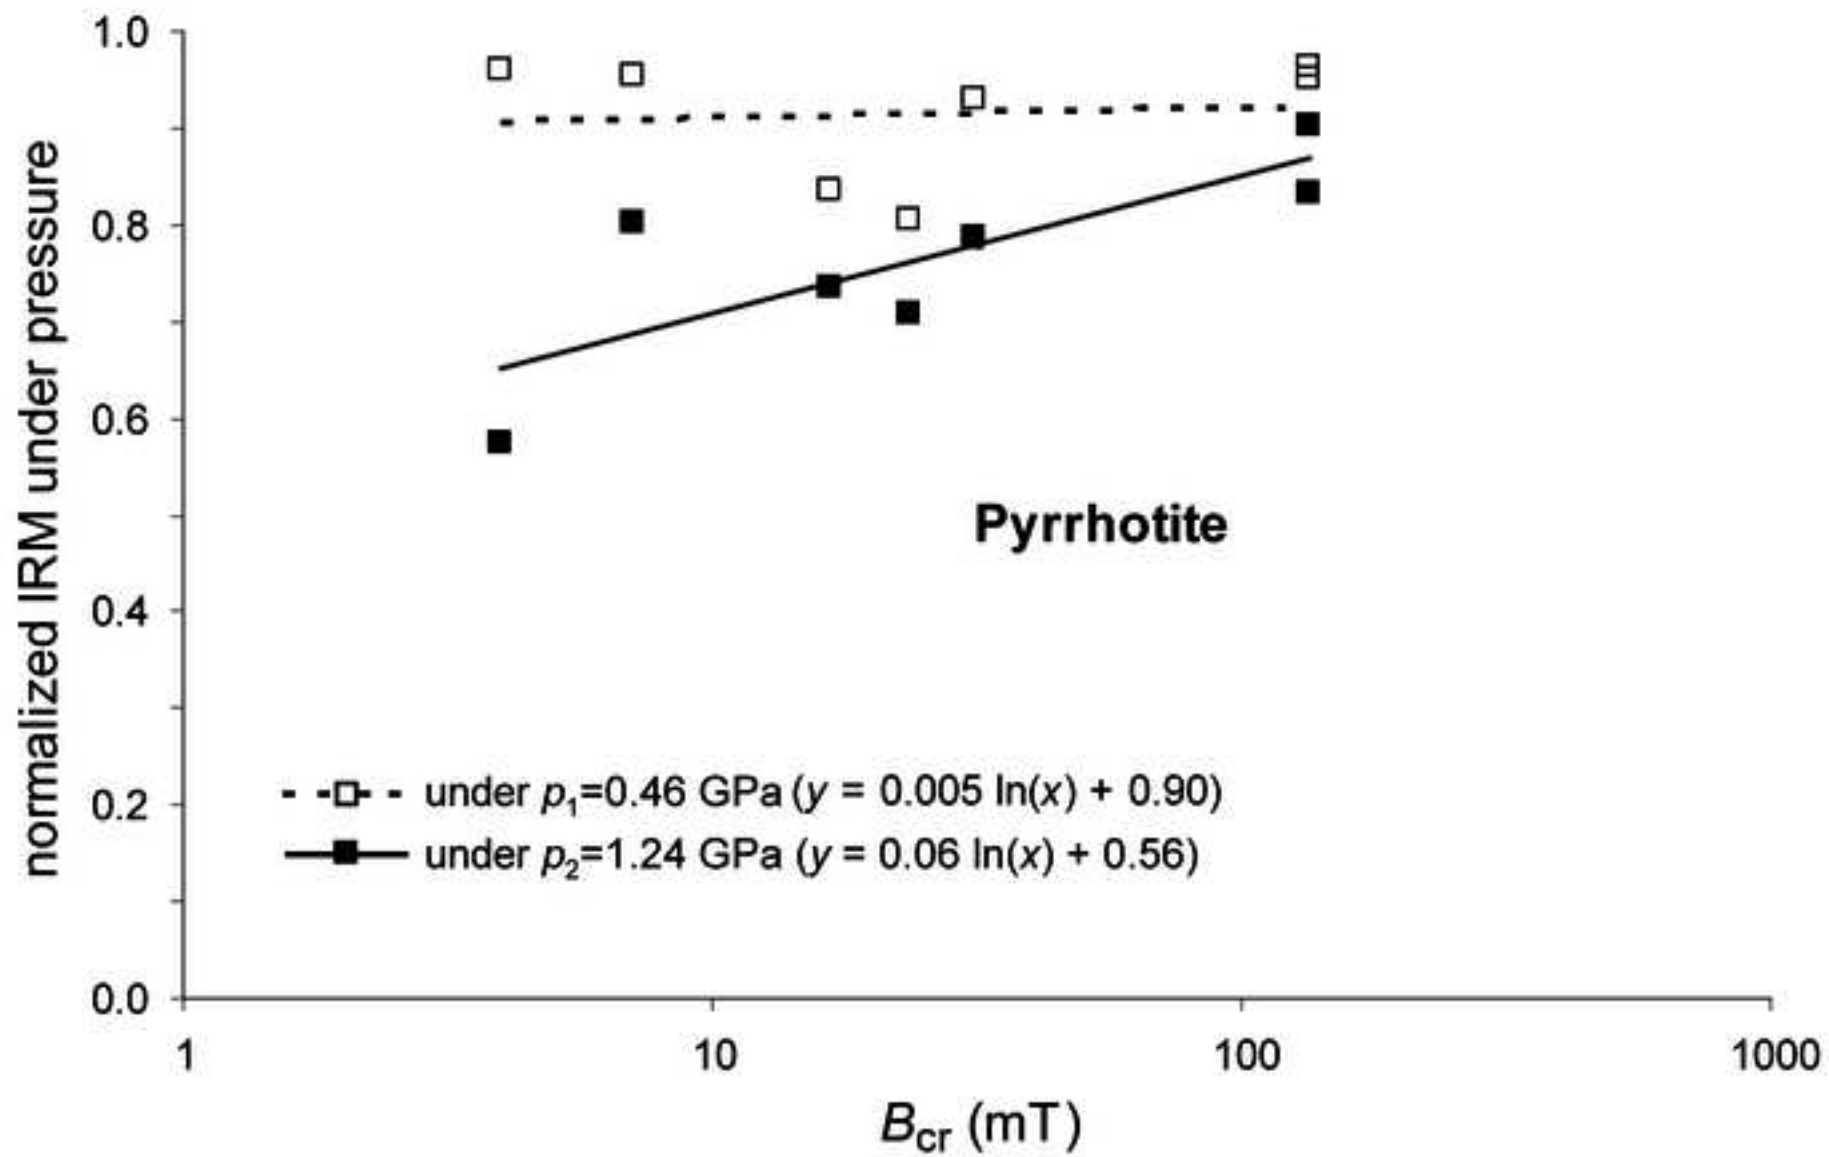 1.0
0.8
0.6
0.4
0.2
0.0
normalized IRM under pressure
Pyrrhotite
under p₁=0.46 GPa (y = 0.005 ln(x) + 0.90)
under p₂=1.24 GPa (y = 0.06 ln(x) + 0.56)
1 10 100 1000
Bcr (mT)